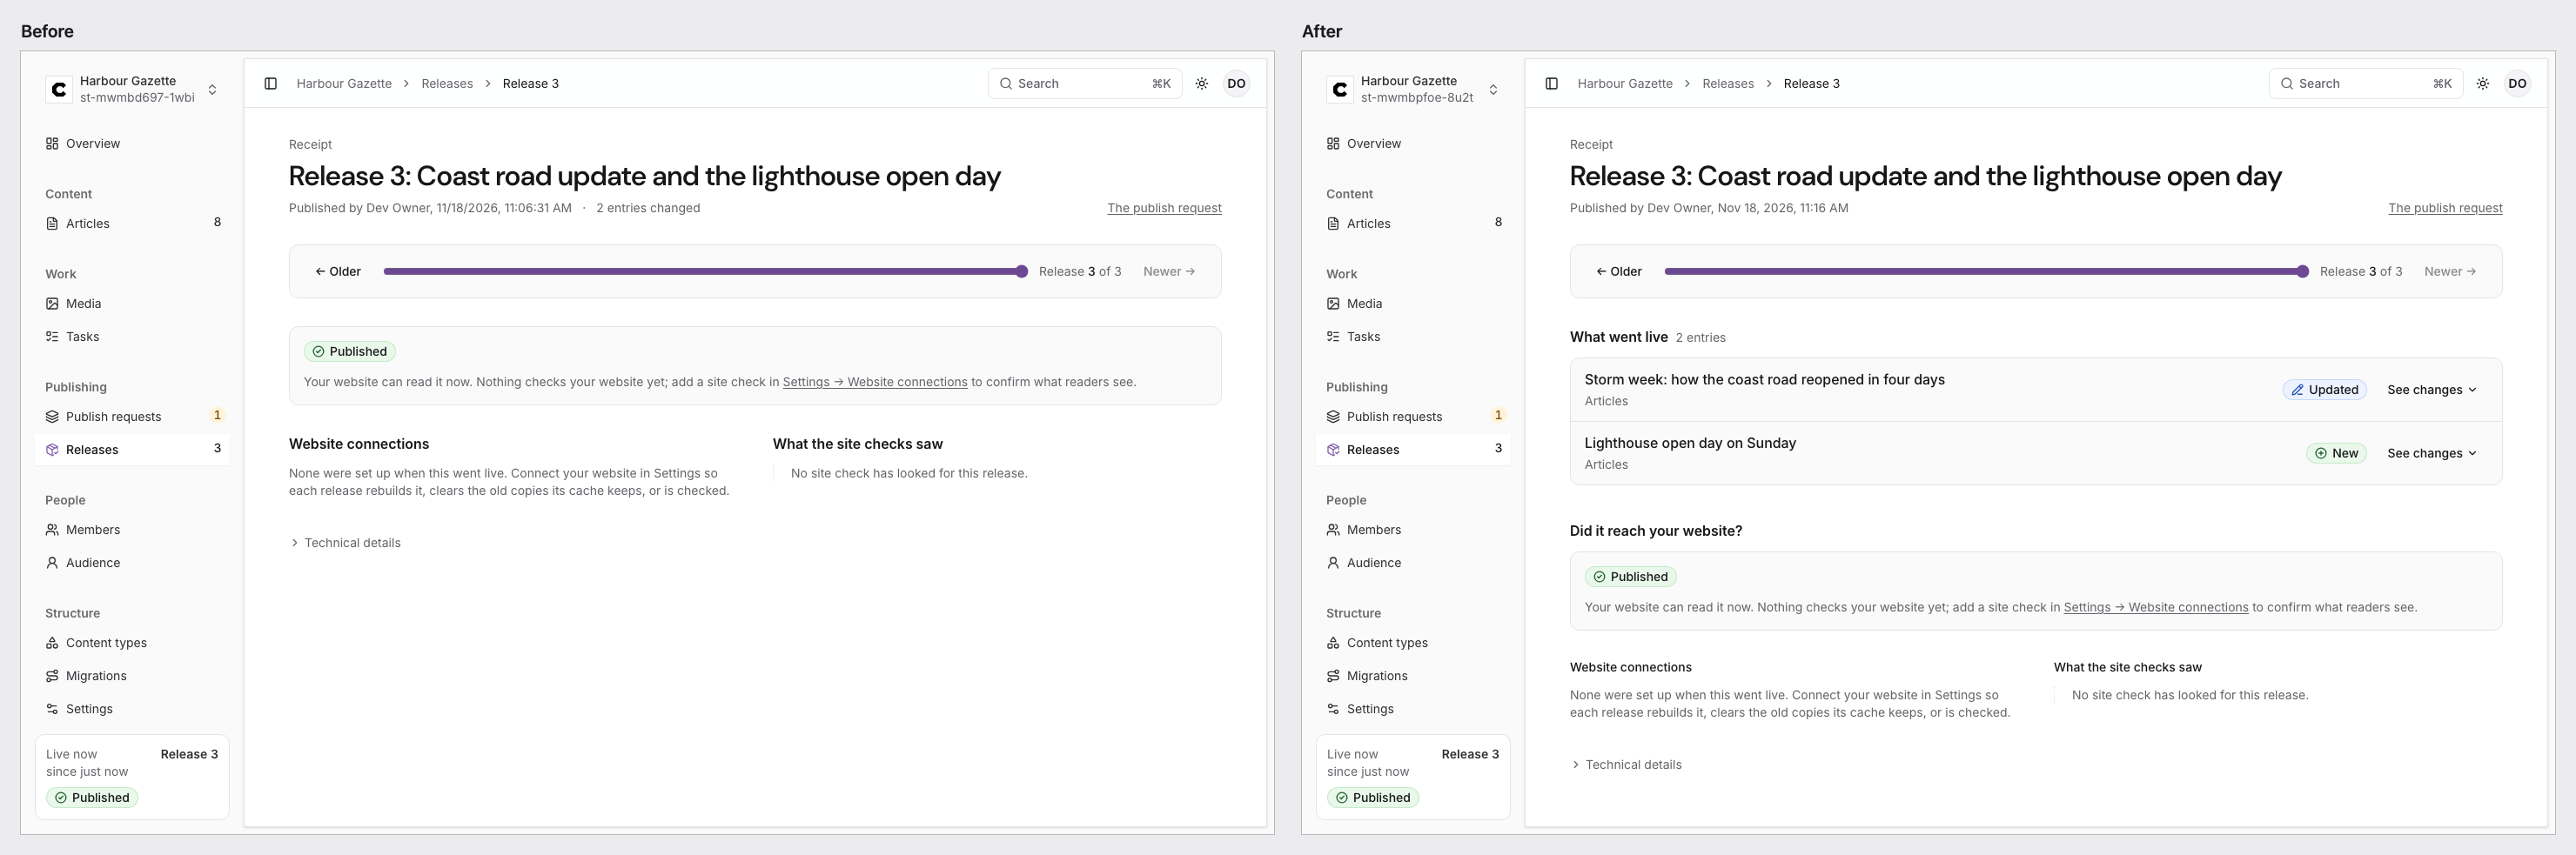 Before
Harbour Gazette
st-mwmbd697-1wbi
Overview
Content
Articles 8
Work
Media
Tasks
Publishing
Publish requests 1
Releases 3
People
Members
Audience
Structure
Content types
Migrations
Settings
Live now Release 3
since just now
Published
Harbour Gazette > Releases > Release 3
Search ⌘K
DO
Receipt
Release 3: Coast road update and the lighthouse open day
Published by Dev Owner, 11/18/2026, 11:06:31 AM · 2 entries changed
The publish request
← Older
Release 3 of 3
Newer →
Published
Your website can read it now. Nothing checks your website yet; add a site check in Settings → Website connections to confirm what readers see.
Website connections
None were set up when this went live. Connect your website in Settings so
each release rebuilds it, clears the old copies its cache keeps, or is checked.
What the site checks saw
No site check has looked for this release.
Technical details
After
Harbour Gazette
st-mwmbpfoe-8u2t
Overview
Content
Articles 8
Work
Media
Tasks
Publishing
Publish requests 1
Releases 3
People
Members
Audience
Structure
Content types
Migrations
Settings
Live now Release 3
since just now
Published
Harbour Gazette > Releases > Release 3
Search ⌘K
DO
Receipt
Release 3: Coast road update and the lighthouse open day
Published by Dev Owner, Nov 18, 2026, 11:16 AM
The publish request
← Older
Release 3 of 3
Newer →
What went live 2 entries
Storm week: how the coast road reopened in four days
Articles
Updated
See changes
Lighthouse open day on Sunday
Articles
New
See changes
Did it reach your website?
Published
Your website can read it now. Nothing checks your website yet; add a site check in Settings → Website connections to confirm what readers see.
Website connections
None were set up when this went live. Connect your website in Settings so
each release rebuilds it, clears the old copies its cache keeps, or is checked.
What the site checks saw
No site check has looked for this release.
Technical details